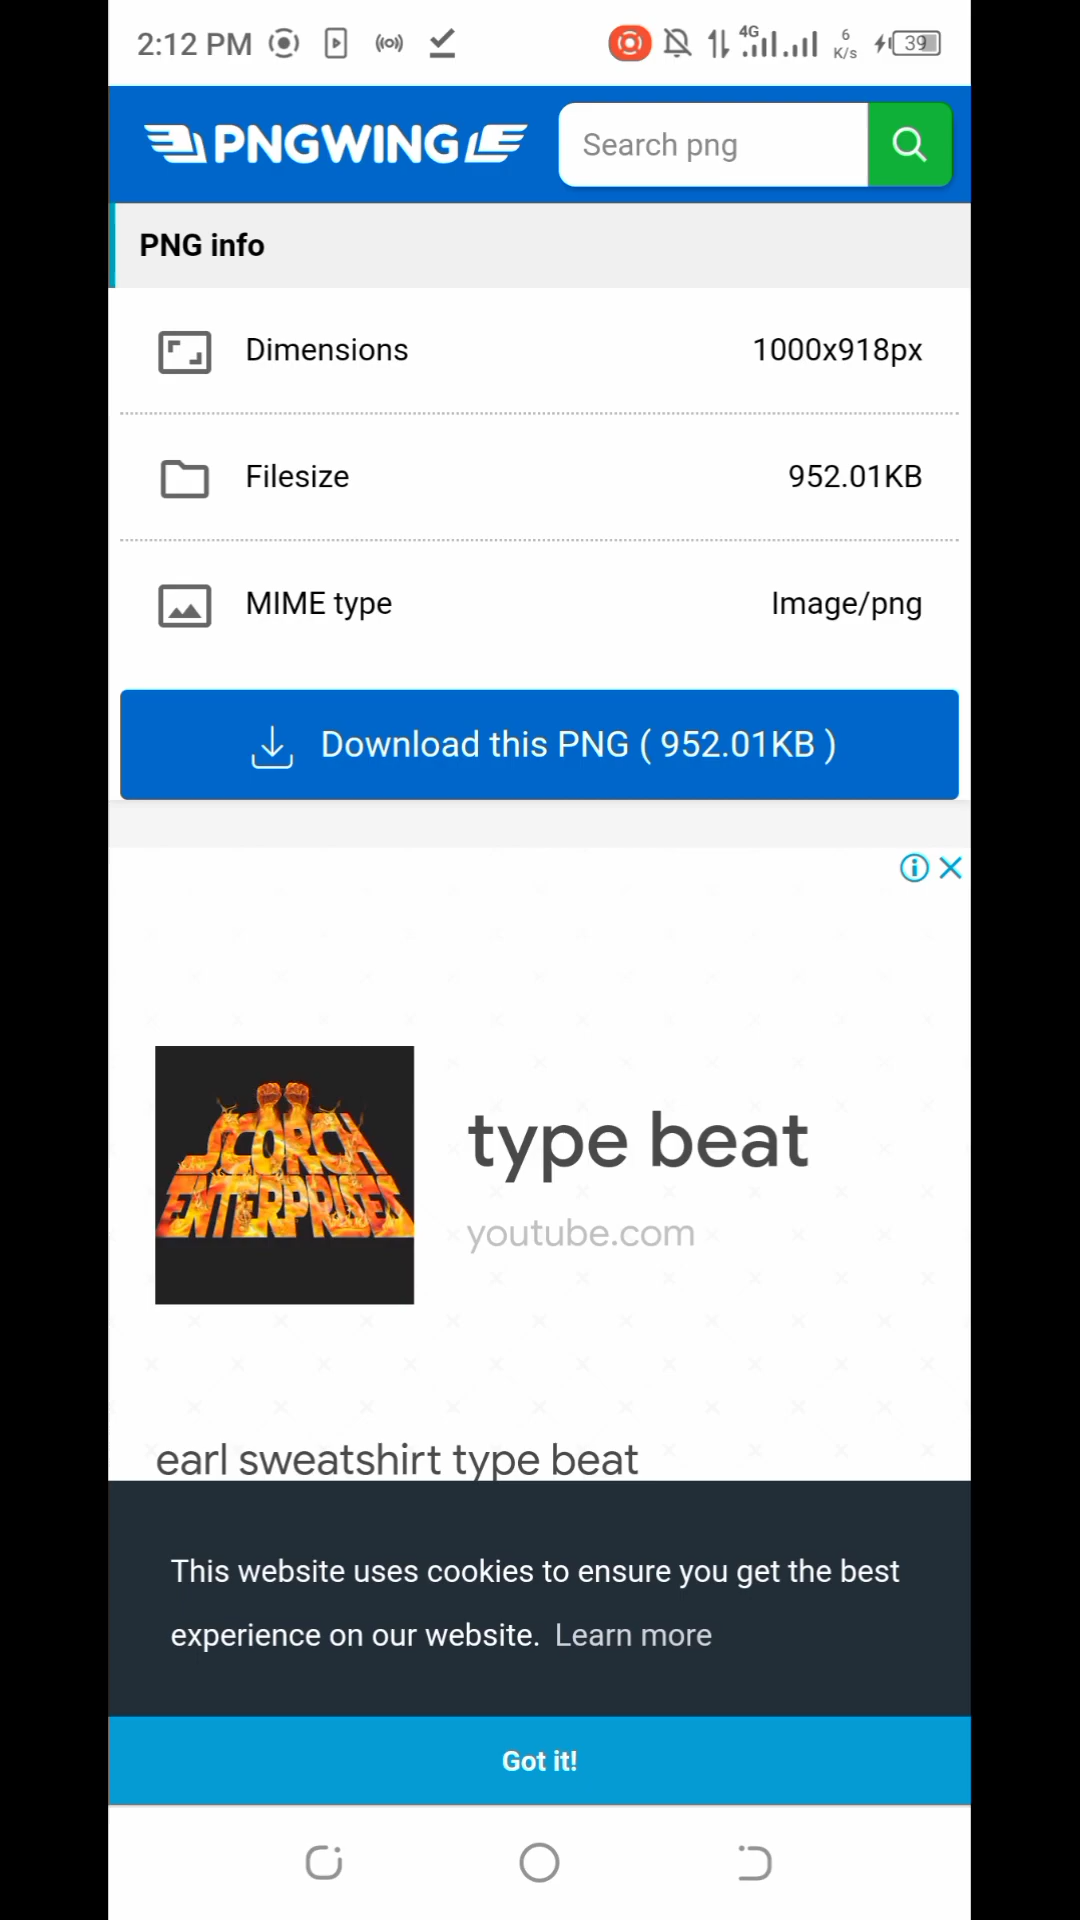 2:12 PM 4G 6 K/s 39
PNGWING Search png
PNG info
Dimensions 1000x918px
Filesize 952.01KB
MIME type Image/png
Download this PNG ( 952.01KB )
SCORCH
ENTERPRISES
type beat
youtube.com
earl sweatshirt type beat
This website uses cookies to ensure you get the best
experience on our website. Learn more
Got it!